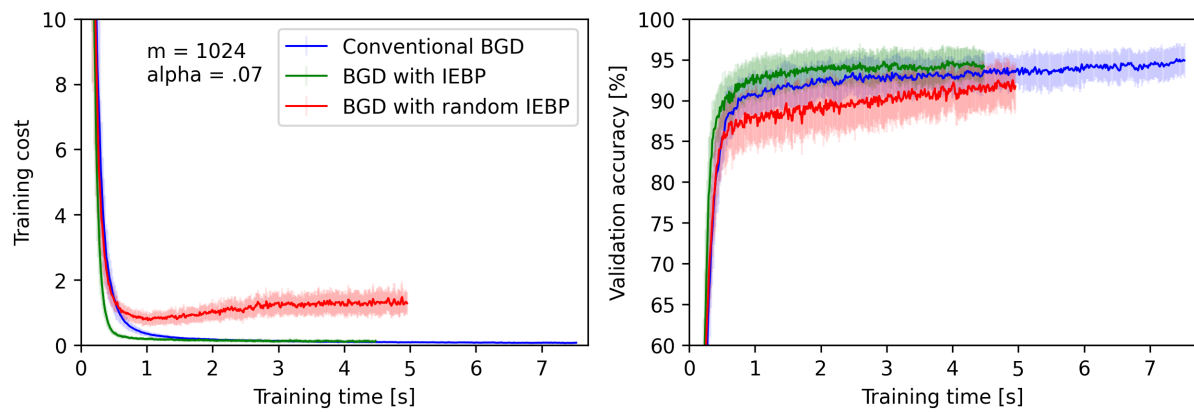 10
8
6
4
2
0
Training cost
m = 1024
alpha = .07
Conventional BGD
BGD with IEBP
BGD with random IEBP
0 1 2 3 4 5 6 7
Training time [s]
100
95
90
85
80
75
70
65
60
Validation accuracy [%]
0 1 2 3 4 5 6 7
Training time [s]